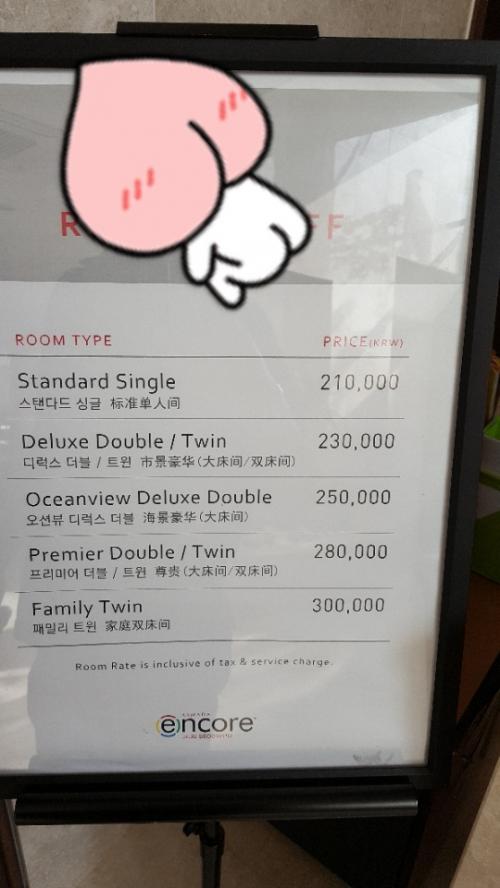 ROOM TYPE PRICE(KRW)
Standard Single 210,000
스탠다드 싱글 标准单人间
Deluxe Double / Twin 230,000
디럭스 더블 / 트윈 市景豪华(大床间/双床间)
Oceanview Deluxe Double 250,000
오션뷰 디럭스 더블 海景豪华(大床间)
Premier Double / Twin 280,000
프리미어 더블 / 트윈 尊贵(大床间/双床间)
Family Twin 300,000
패밀리 트윈 家庭双床间
Room Rate is inclusive of tax & service charge.
encore